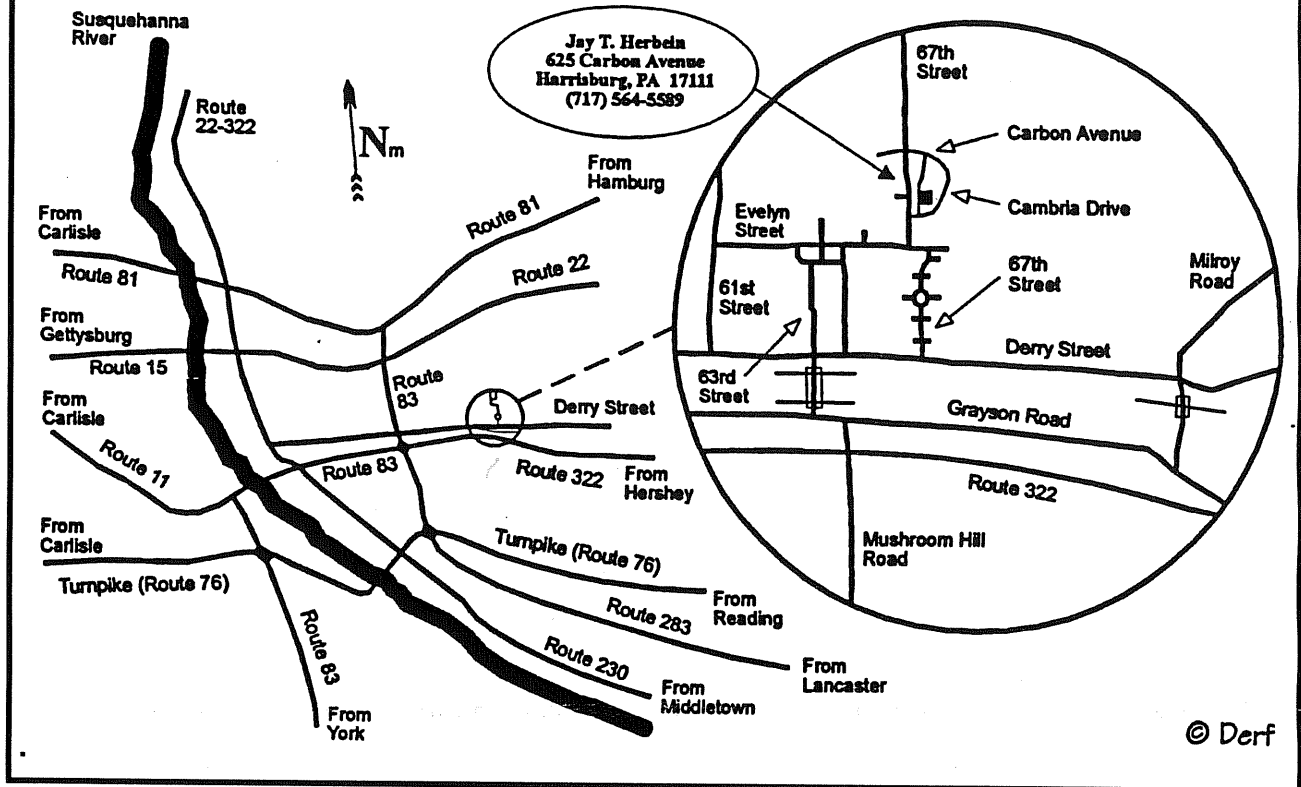 Susquehanna
River
Route
22-322
Nm
Jay T. Herbein
625 Carbon Avenue
Harrisburg, PA 17111
(717) 564-5589
From
Hamburg
Route 81
From
Carlisle
Route 81
Route 22
From
Gettysburg
Route 15
Route
83
Derry Street
From
Carlisle
Route 11
Route 83
Route 322
From
Hershey
From
Carlisle
Turnpike (Route 76)
Turnpike (Route 76)
From
Reading
Route 283
From
Lancaster
Route 83
Route 230
From
Middletown
From
York
67th
Street
Carbon Avenue
Cambria Drive
Evelyn
Street
61st
Street
67th
Street
Milroy
Road
Derry Street
63rd
Street
Grayson Road
Route 322
Mushroom Hill
Road
© Derf